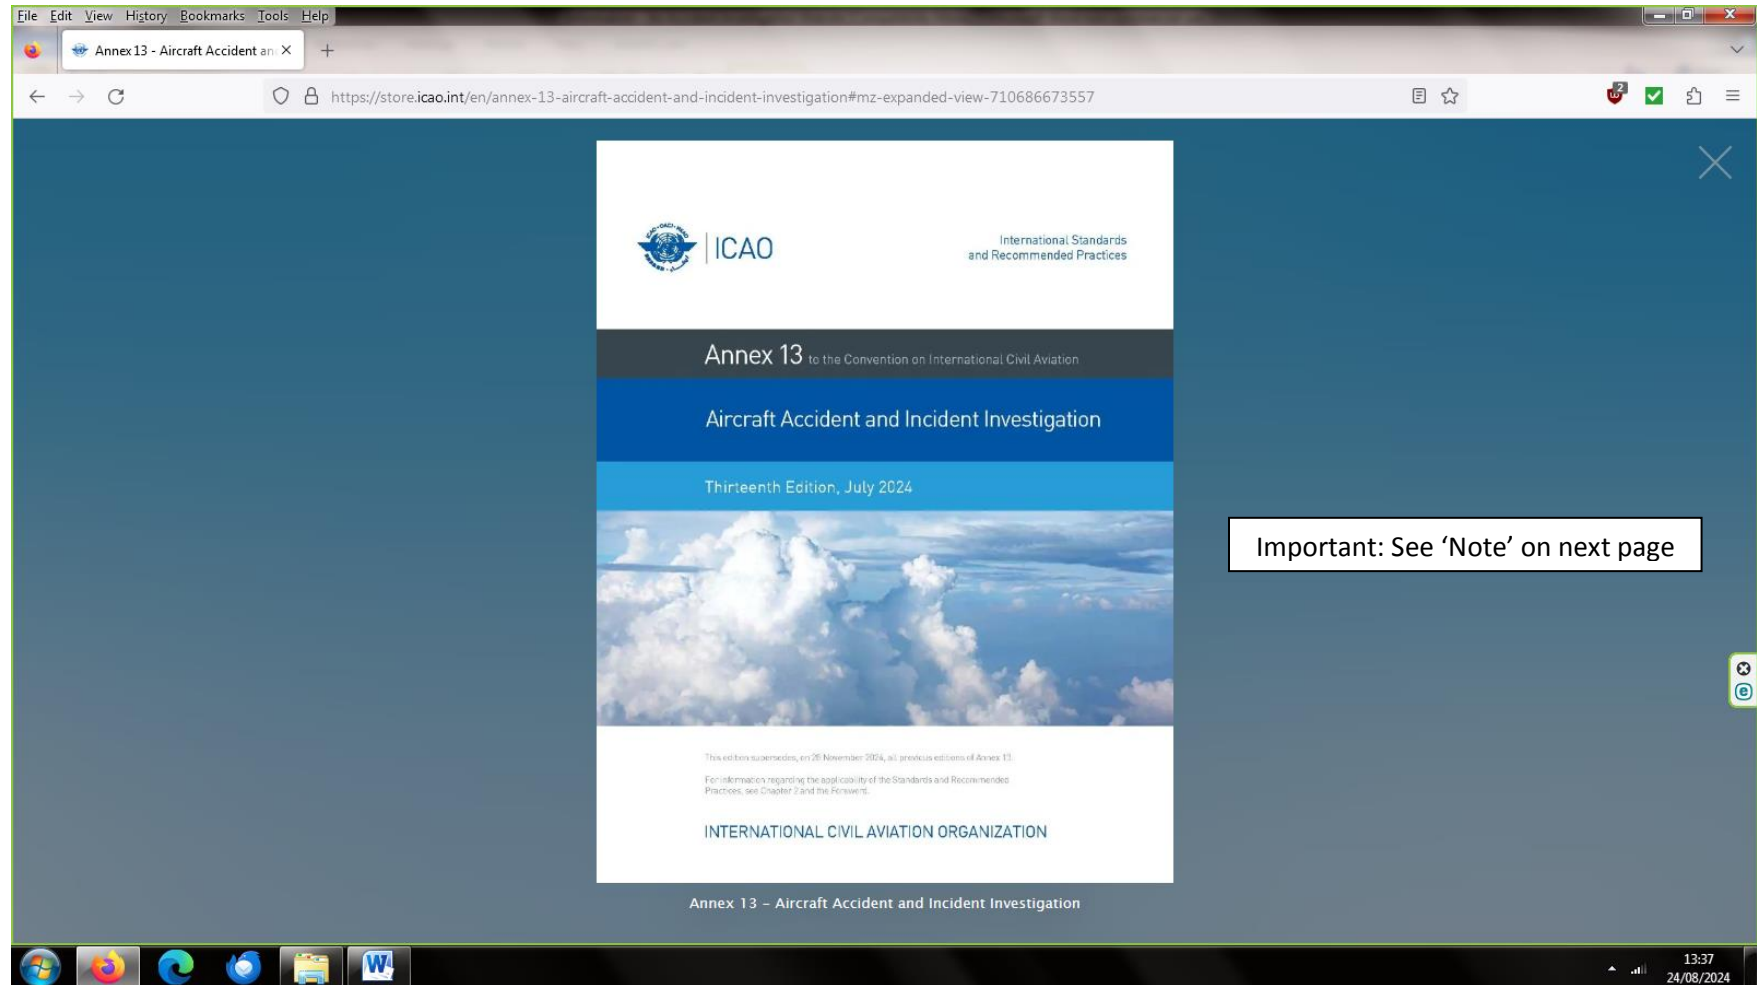 File Edit View History Bookmarks Tools Help
Annex 13 - Aircraft Accident an
https://store.icao.int/en/annex-13-aircraft-accident-and-incident-investigation#mz-expanded-view-710686673557
2
ICAO
International Standards
and Recommended Practices
Annex 13 to the Convention on International Civil Aviation
Aircraft Accident and Incident Investigation
Thirteenth Edition, July 2024
Important: See ‘Note’ on next page
This edition supersedes, on 28 November 2024, all previous editions of Annex 13.
For information regarding the applicability of the Standards and Recommended
Practices, see Chapter 2 and the Foreword.
INTERNATIONAL CIVIL AVIATION ORGANIZATION
Annex 13 – Aircraft Accident and Incident Investigation
13:37
24/08/2024